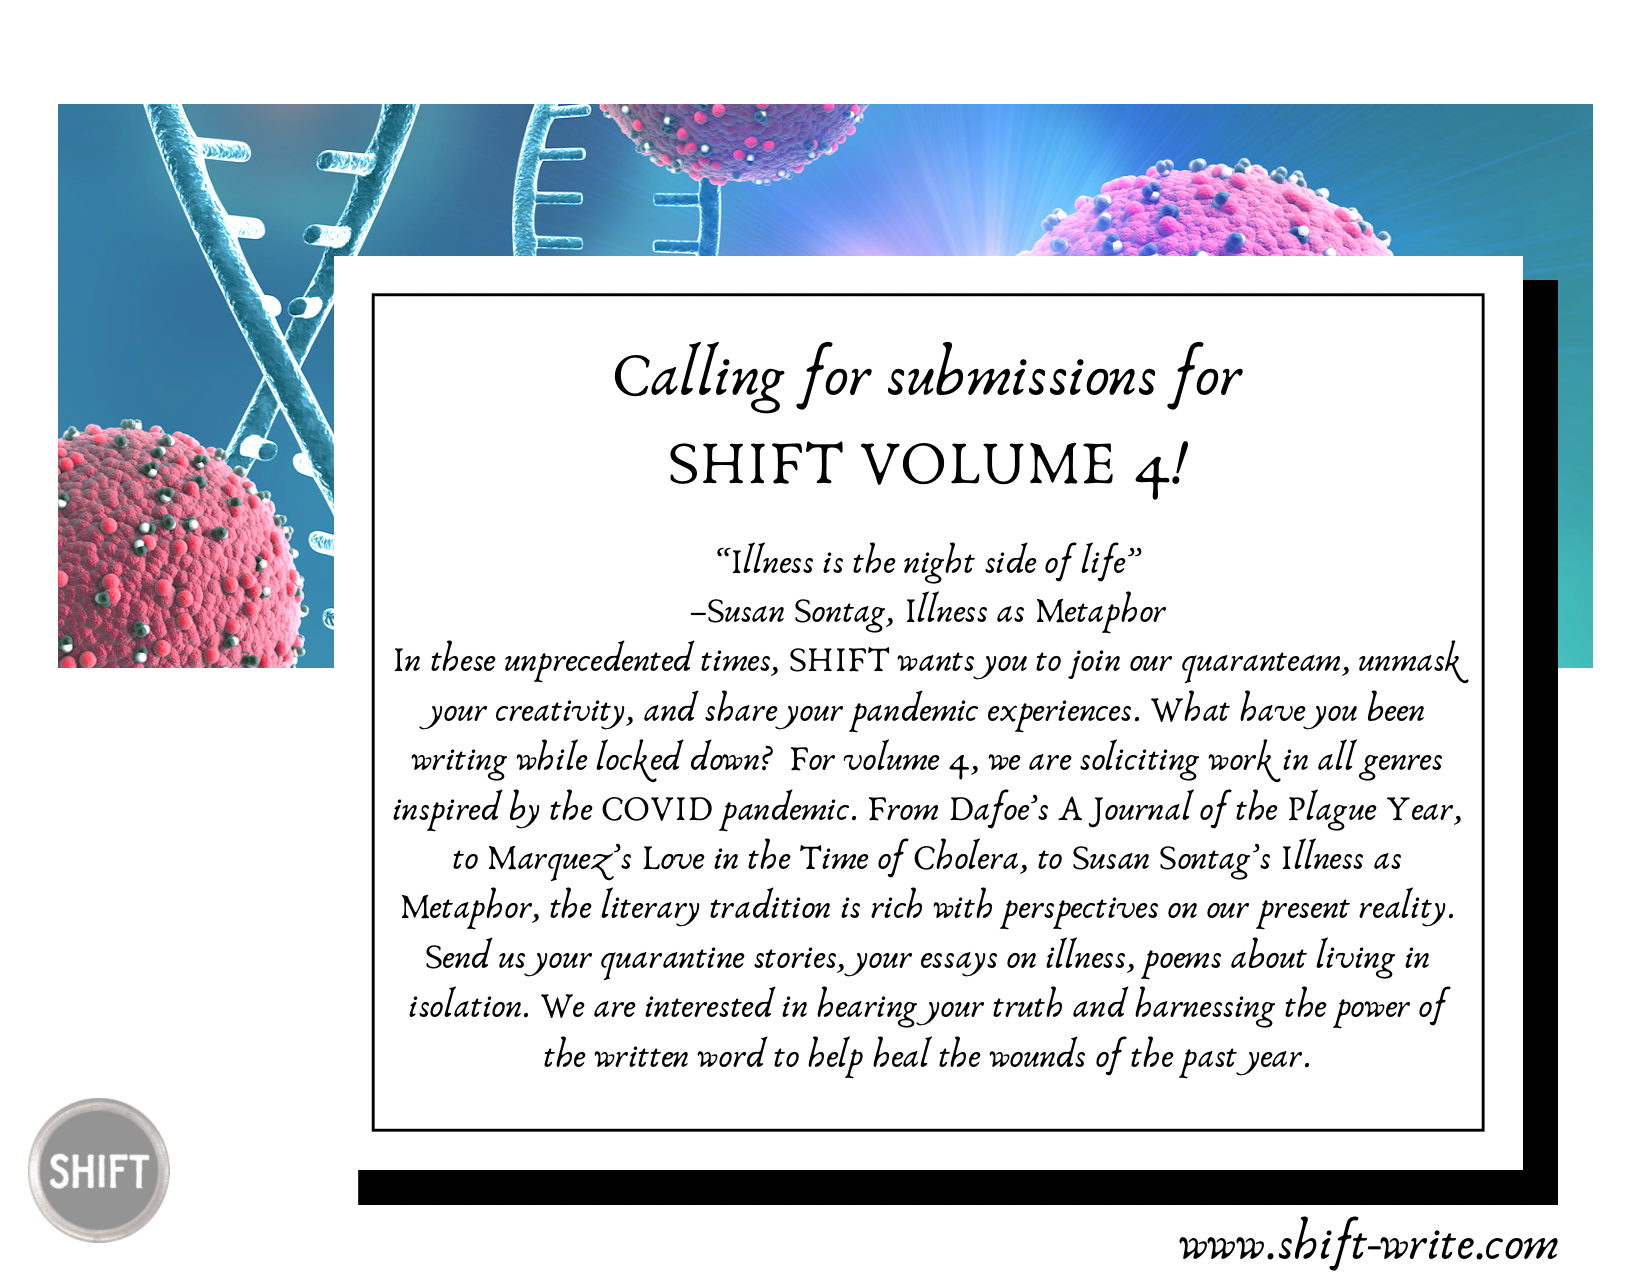 Calling for submissions for
SHIFT VOLUME 4!
“Illness is the night side of life”
–Susan Sontag, Illness as Metaphor
In these unprecedented times, SHIFT wants you to join our quaranteam, unmask
your creativity, and share your pandemic experiences. What have you been
writing while locked down?  For volume 4, we are soliciting work in all genres
inspired by the COVID pandemic. From Dafoe’s A Journal of the Plague Year,
to Marquez’s Love in the Time of Cholera, to Susan Sontag’s Illness as
Metaphor, the literary tradition is rich with perspectives on our present reality.
Send us your quarantine stories, your essays on illness, poems about living in
isolation. We are interested in hearing your truth and harnessing the power of
the written word to help heal the wounds of the past year.
SHIFT
www.shift-write.com